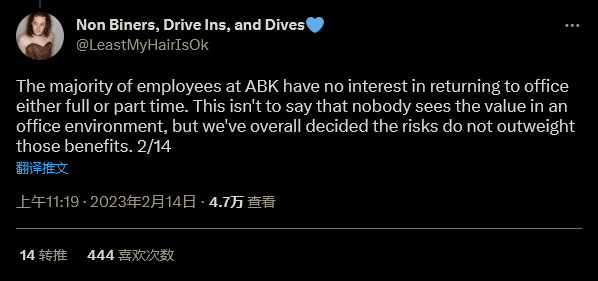 Non Biners, Drive Ins, and Dives💙
@LeastMyHairIsOk
The majority of employees at ABK have no interest in returning to office
either full or part time. This isn't to say that nobody sees the value in an
office environment, but we've overall decided the risks do not outweight
those benefits. 2/14
翻译推文
上午11:19 · 2023年2月14日 · 4.7万 查看
14 转推 444 喜欢次数